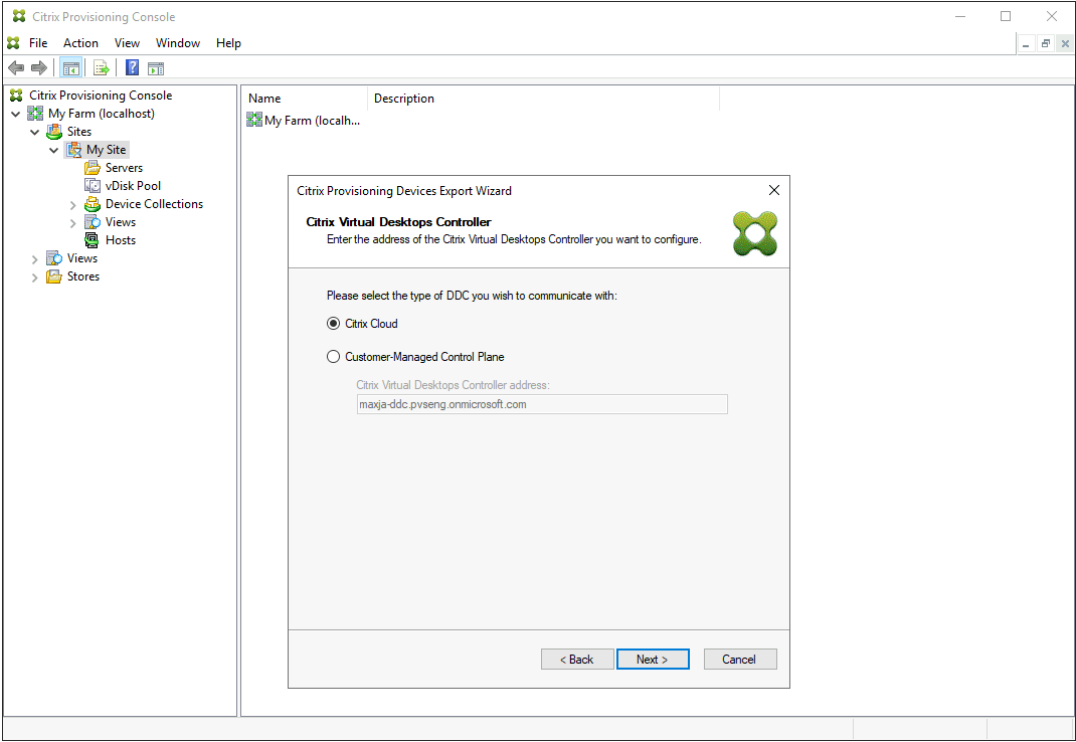 Citrix Provisioning Console
File Action View Window Help
Citrix Provisioning Console
My Farm (localhost)
Sites
My Site
Servers
vDisk Pool
Device Collections
Views
Hosts
Views
Stores
Name Description
My Farm (localh...
Citrix Provisioning Devices Export Wizard
Citrix Virtual Desktops Controller
Enter the address of the Citrix Virtual Desktops Controller you want to configure.
Please select the type of DDC you wish to communicate with:
Citrix Cloud
Customer-Managed Control Plane
Citrix Virtual Desktops Controller address:
maxja-ddc.pvseng.onmicrosoft.com
< Back Next > Cancel